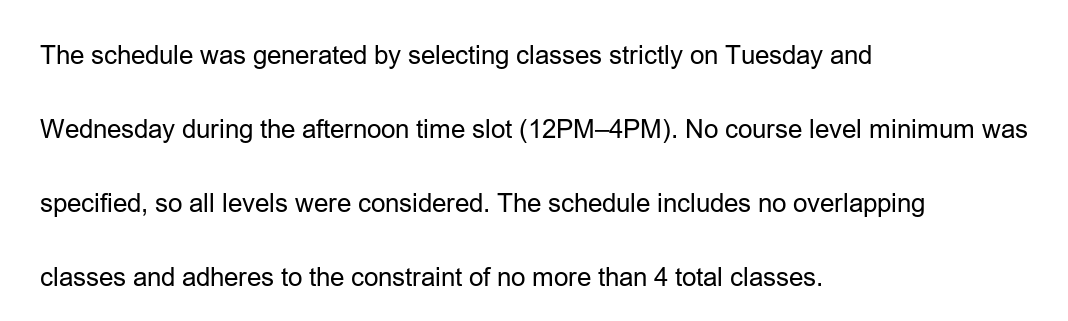 The schedule was generated by selecting classes strictly on Tuesday and
Wednesday during the afternoon time slot (12PM–4PM). No course level minimum was
specified, so all levels were considered. The schedule includes no overlapping
classes and adheres to the constraint of no more than 4 total classes.